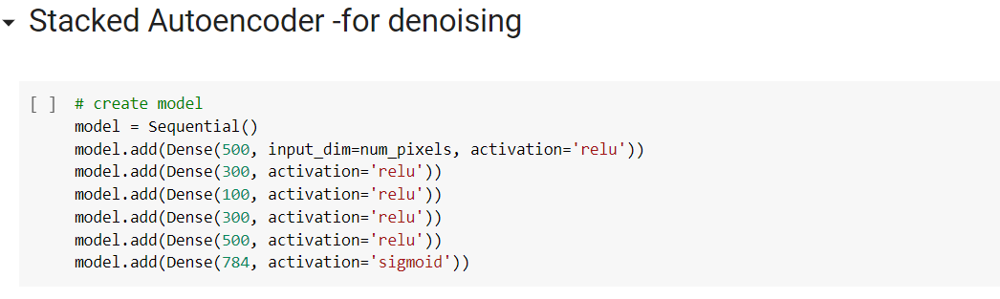 Stacked Autoencoder -for denoising
[ ] # create model
model = Sequential()
model.add(Dense(500, input_dim=num_pixels, activation='relu'))
model.add(Dense(300, activation='relu'))
model.add(Dense(100, activation='relu'))
model.add(Dense(300, activation='relu'))
model.add(Dense(500, activation='relu'))
model.add(Dense(784, activation='sigmoid'))